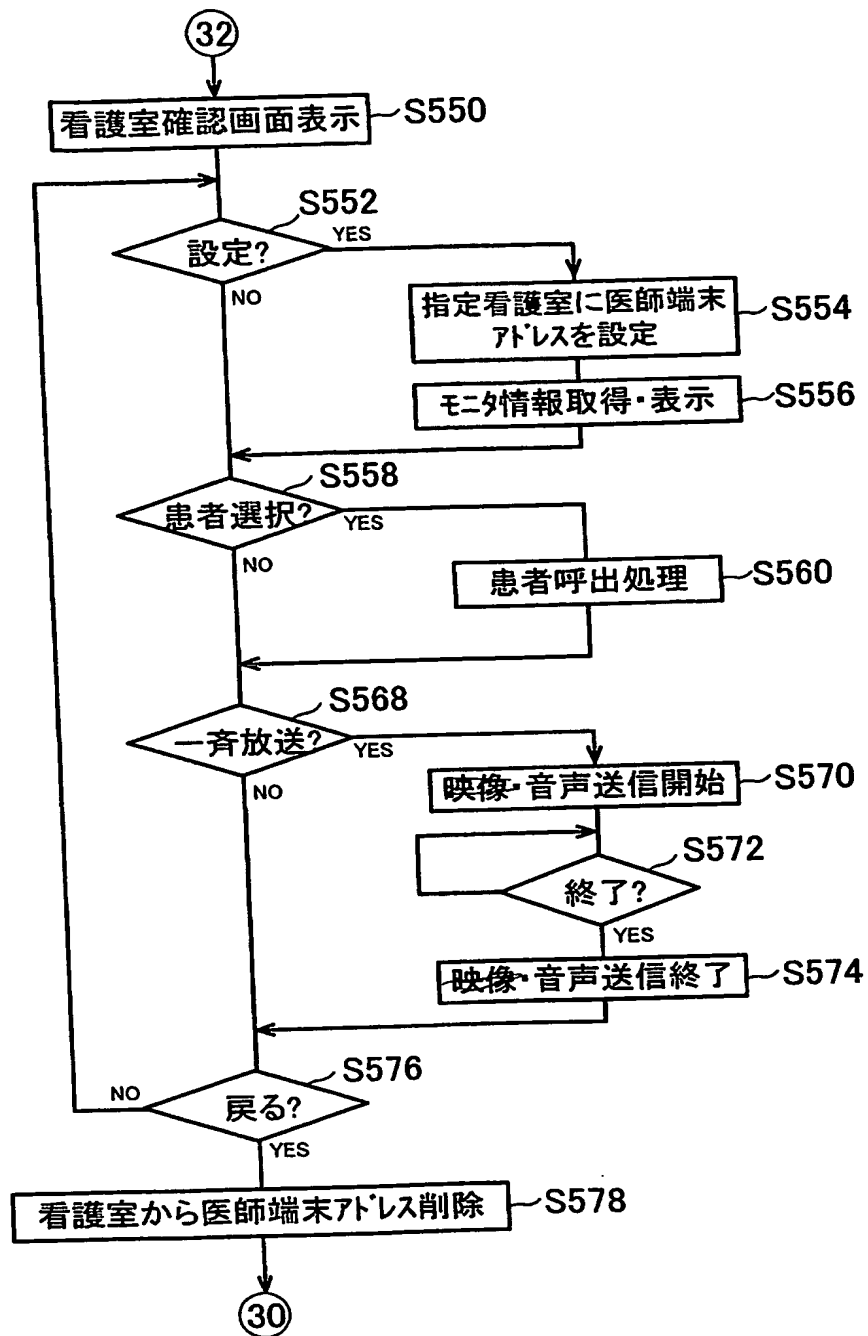 32
看護室確認画面表示
S550
S552
設定?
YES
NO
指定看護室に医師端末
アドレスを設定
S554
モニタ情報取得・表示
S556
S558
患者選択?
YES
NO
患者呼出処理
S560
S568
一斉放送?
YES
NO
映像・音声送信開始
S570
S572
終了?
YES
映像・音声送信終了
S574
S576
NO
戻る?
YES
看護室から医師端末アドレス削除
S578
30